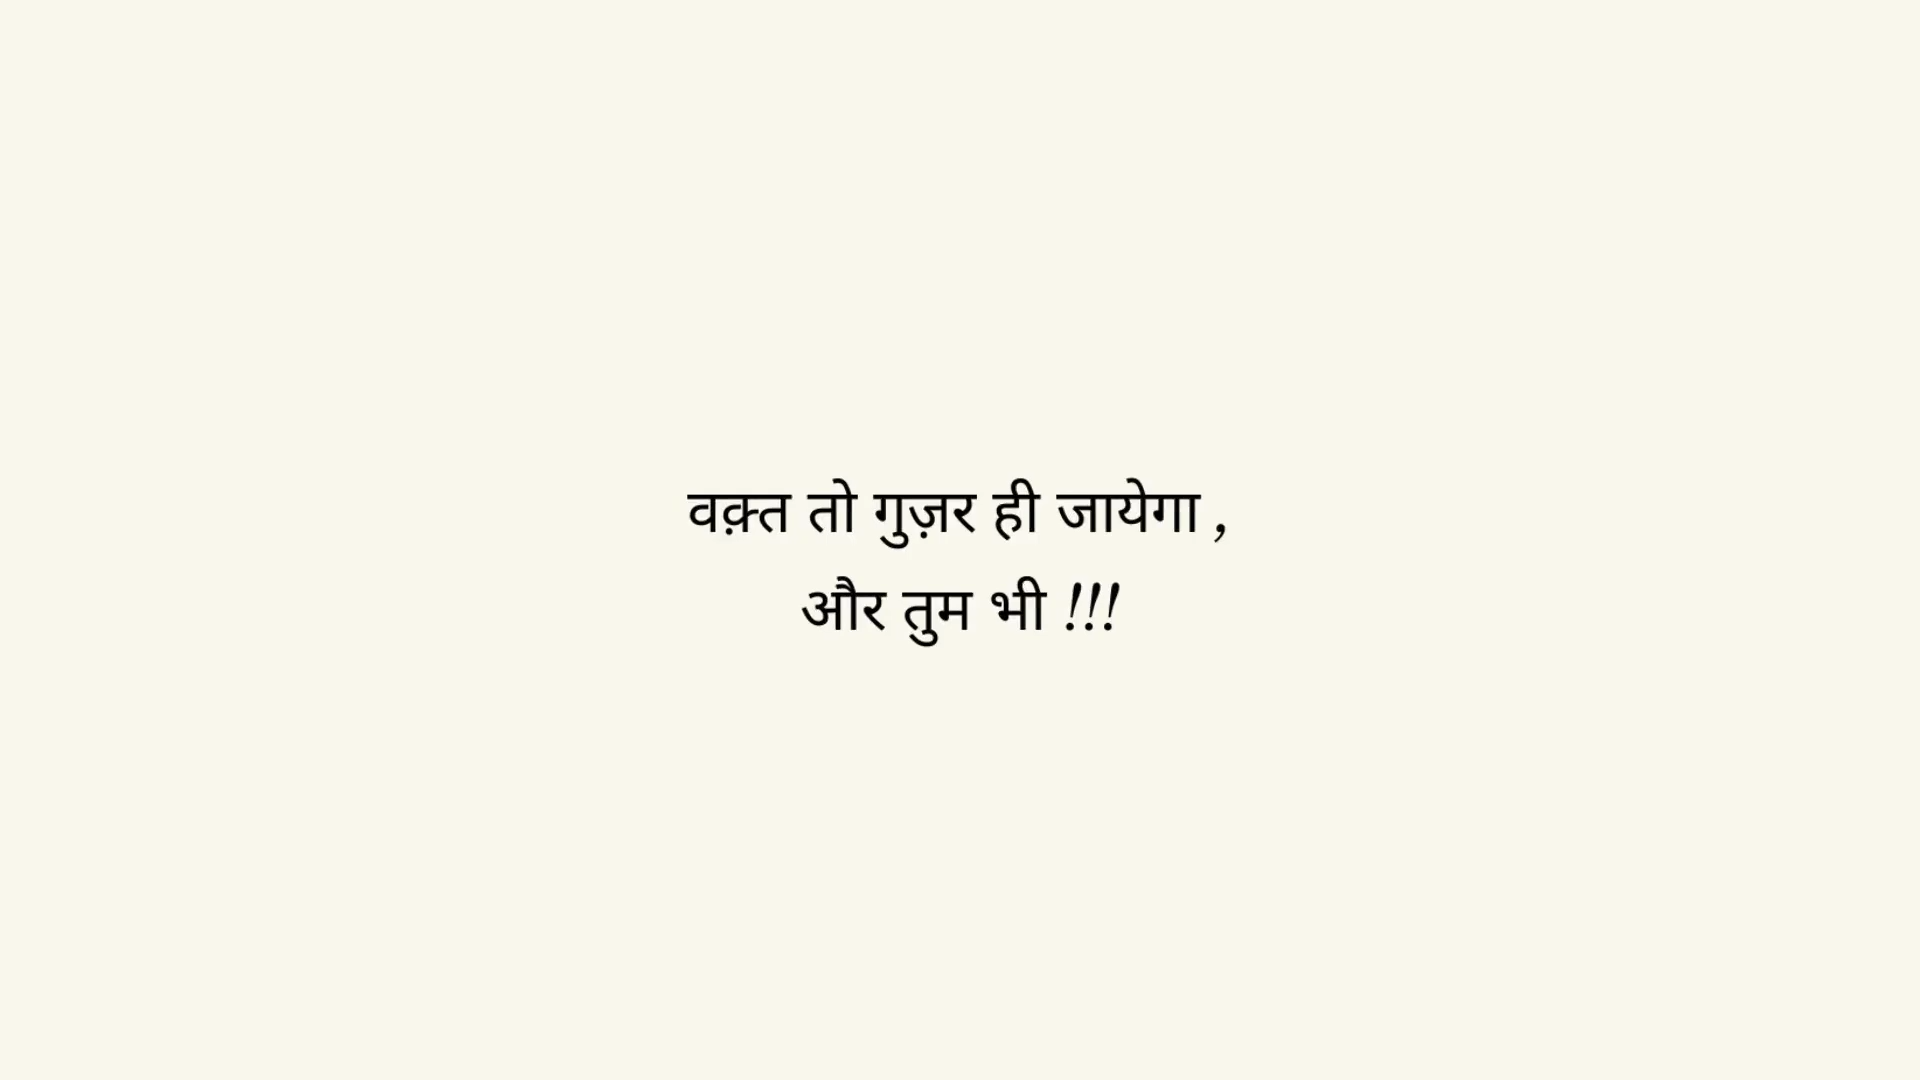 वक़्त तो गुज़र ही जायेगा ,
और तुम भी !!!